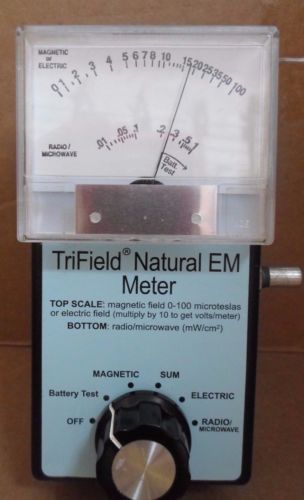 MAGNETIC
or
ELECTRIC
0 1 2 4 5 6 7 8 10 15 20 25 35 50 100
RADIO /
MICROWAVE
.01 .05 .1 .2 .3 .5 1
Batt.
Test
TriField® Natural EM
Meter
TOP SCALE: magnetic field 0-100 microteslas
or electric field (multiply by 10 to get volts/meter)
BOTTOM: radio/microwave (mW/cm²)
MAGNETIC
SUM
Battery Test
ELECTRIC
OFF
RADIO/
MICROWAVE